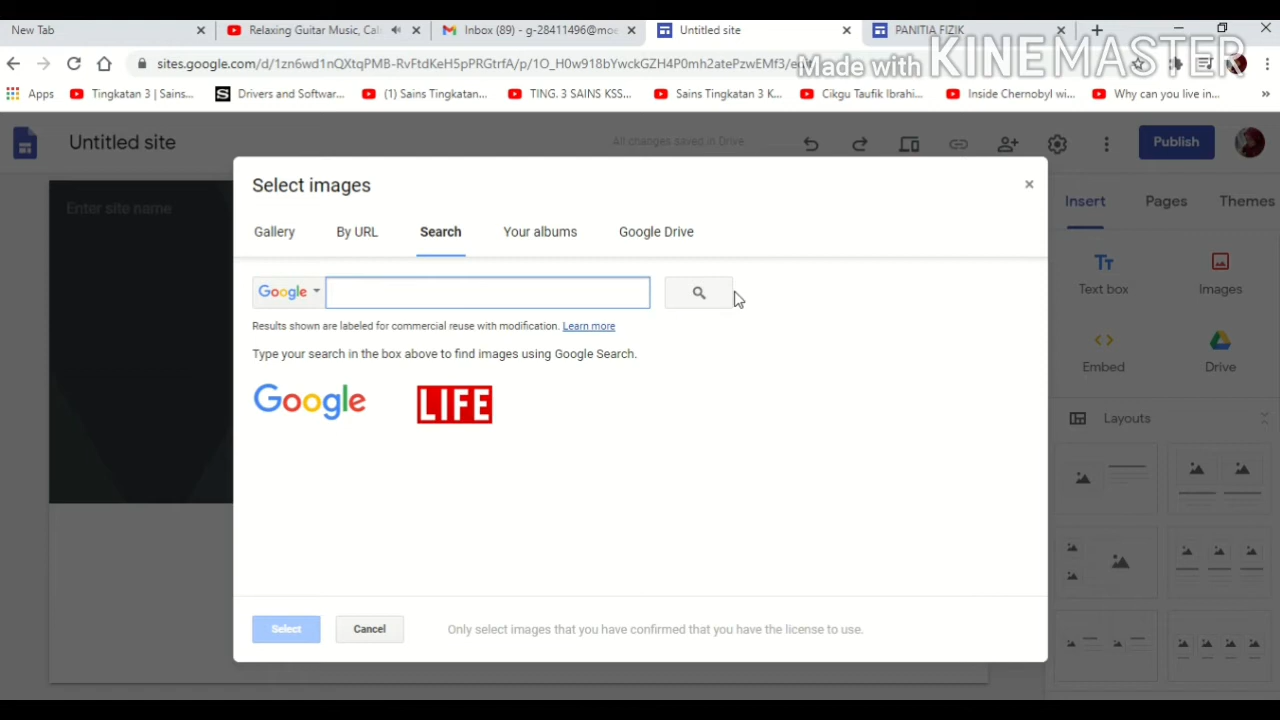 New Tab
Relaxing Guitar Music, Cal
Inbox (89) - g-28411496@moe
Untitled site
PANITIA FIZIK
Made with KINEMASTER
sites.google.com/d/1zn6wd1nQXtqPMB-RvFtdKeH5pPRGtrfA/p/1O_H0w918bYwckGZH4P0mh2atePzwEMf3/edit
Apps
Tingkatan 3 | Sains...
Drivers and Softwar...
(1) Sains Tingkatan...
TING. 3 SAINS KSS...
Sains Tingkatan 3 K...
Cikgu Taufik Ibrahi...
Inside Chernobyl wi...
Why can you live in...
Untitled site
All changes saved in Drive
Publish
Enter site name
Select images
Gallery
By URL
Search
Your albums
Google Drive
Google
Results shown are labeled for commercial reuse with modification. Learn more
Type your search in the box above to find images using Google Search.
Google
LIFE
Select
Cancel
Only select images that you have confirmed that you have the license to use.
Insert
Pages
Themes
Text box
Images
Embed
Drive
Layouts